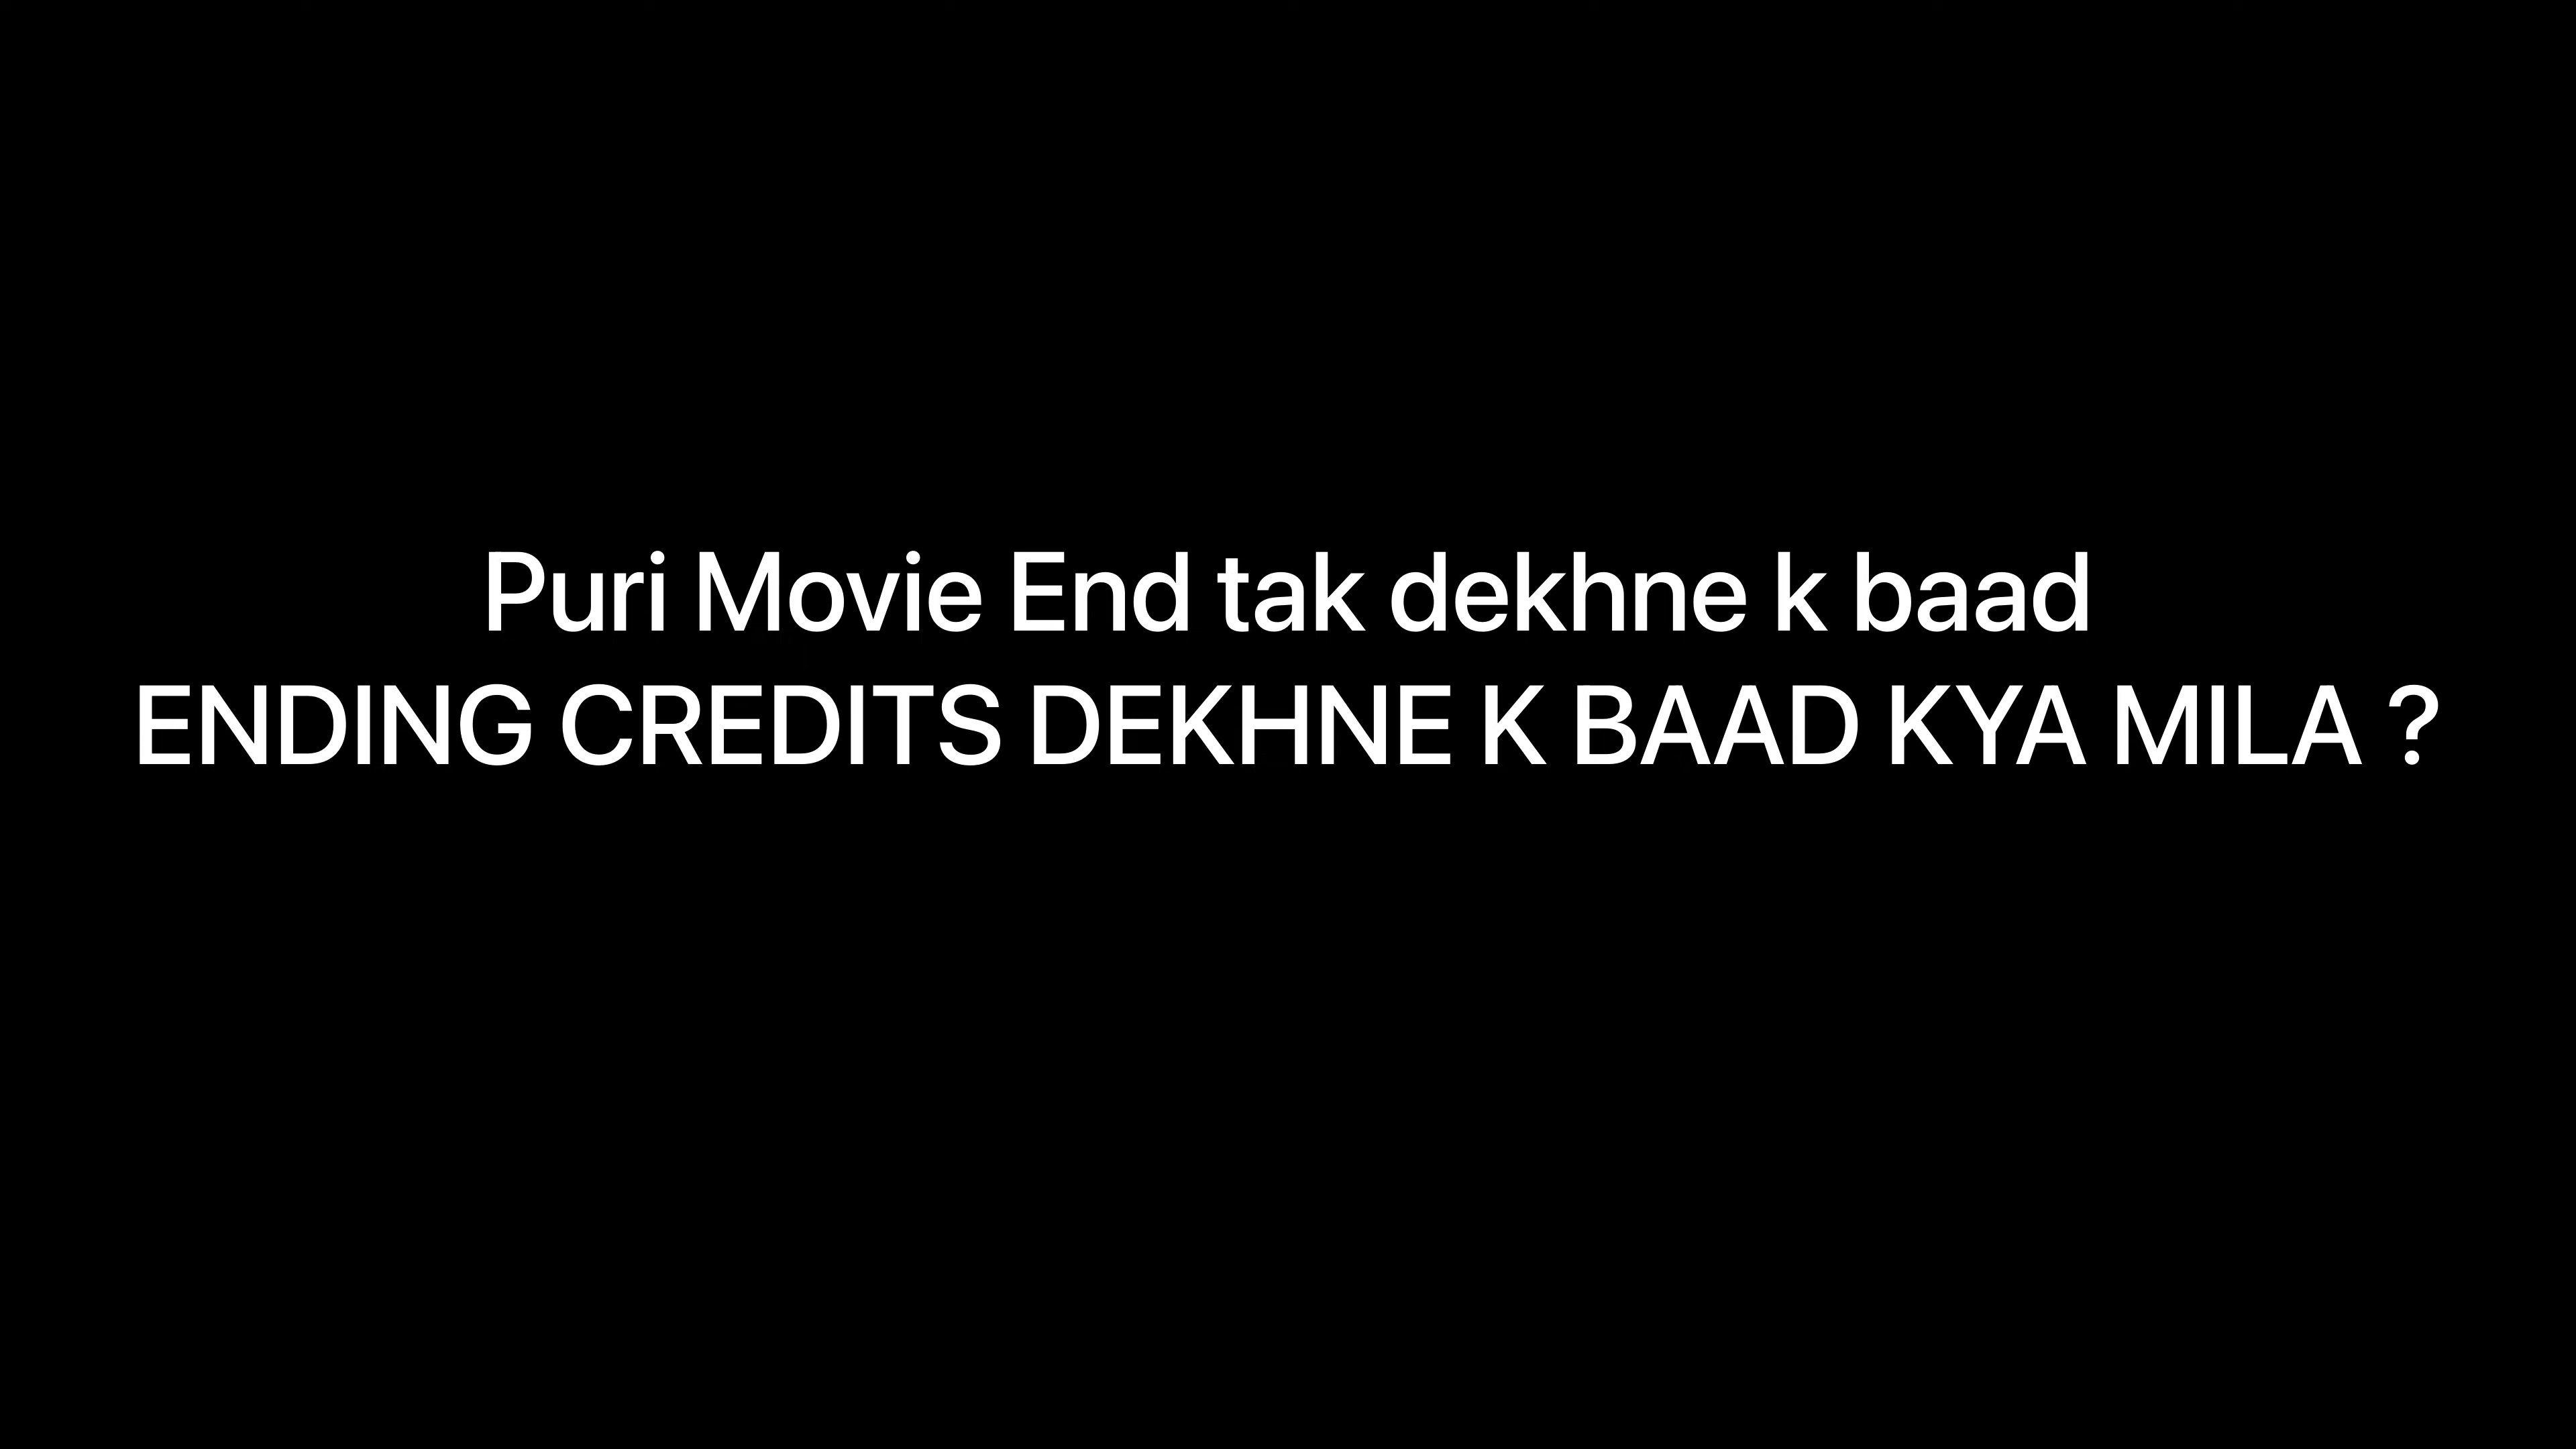 Puri Movie End tak dekhne k baad
ENDING CREDITS DEKHNE K BAAD KYA MILA ?